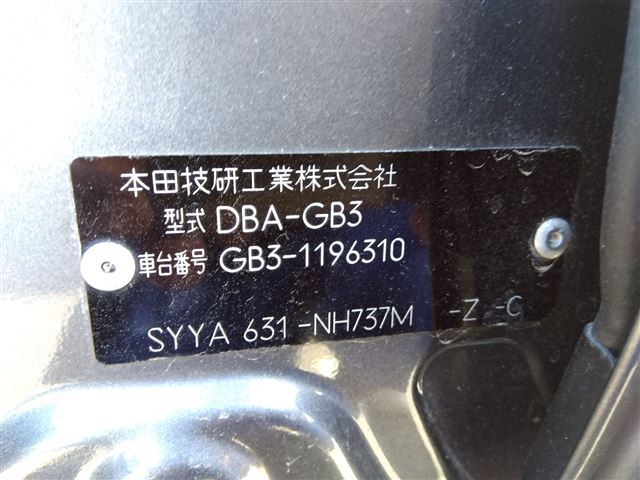 本田技研工業株式会社
型式 DBA-GB3
車台番号 GB3-1196310
SYYA 631 -NH737M -Z -C